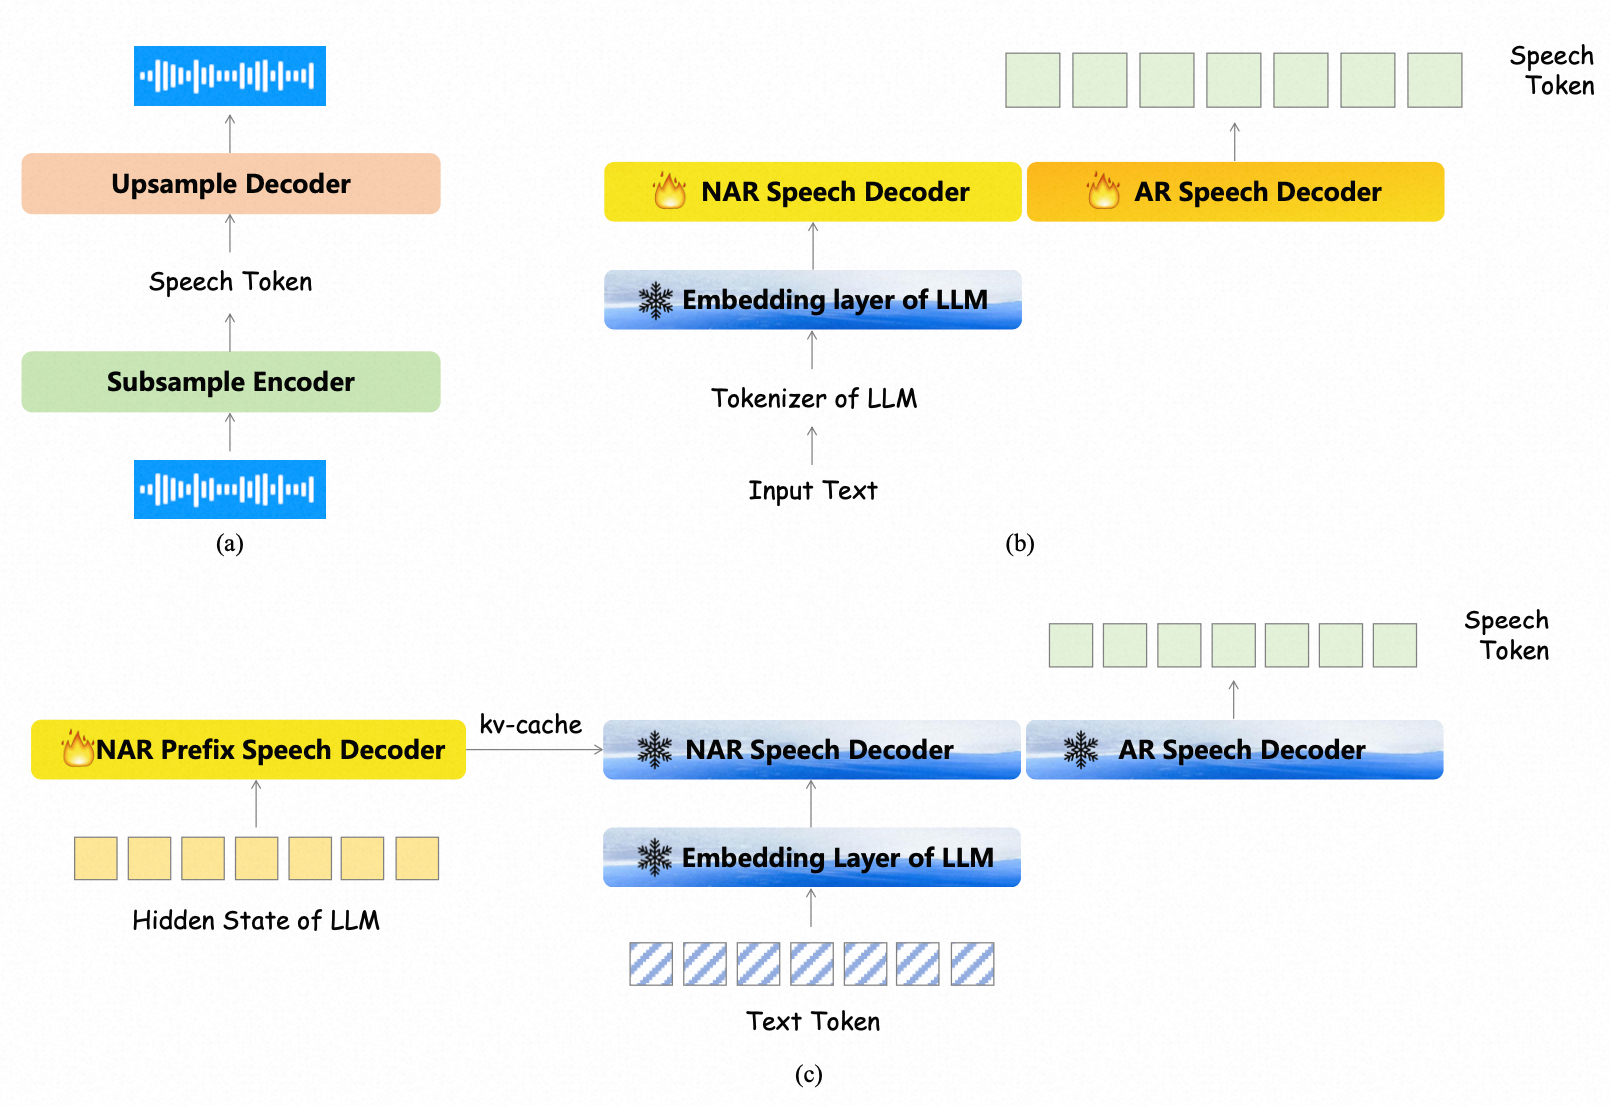 Upsample Decoder
Speech Token
Subsample Encoder
(a)
Speech
Token
NAR Speech Decoder
AR Speech Decoder
Embedding layer of LLM
Tokenizer of LLM
Input Text
(b)
Speech
Token
NAR Prefix Speech Decoder
kv-cache
NAR Speech Decoder
AR Speech Decoder
Embedding Layer of LLM
Hidden State of LLM
Text Token
(c)